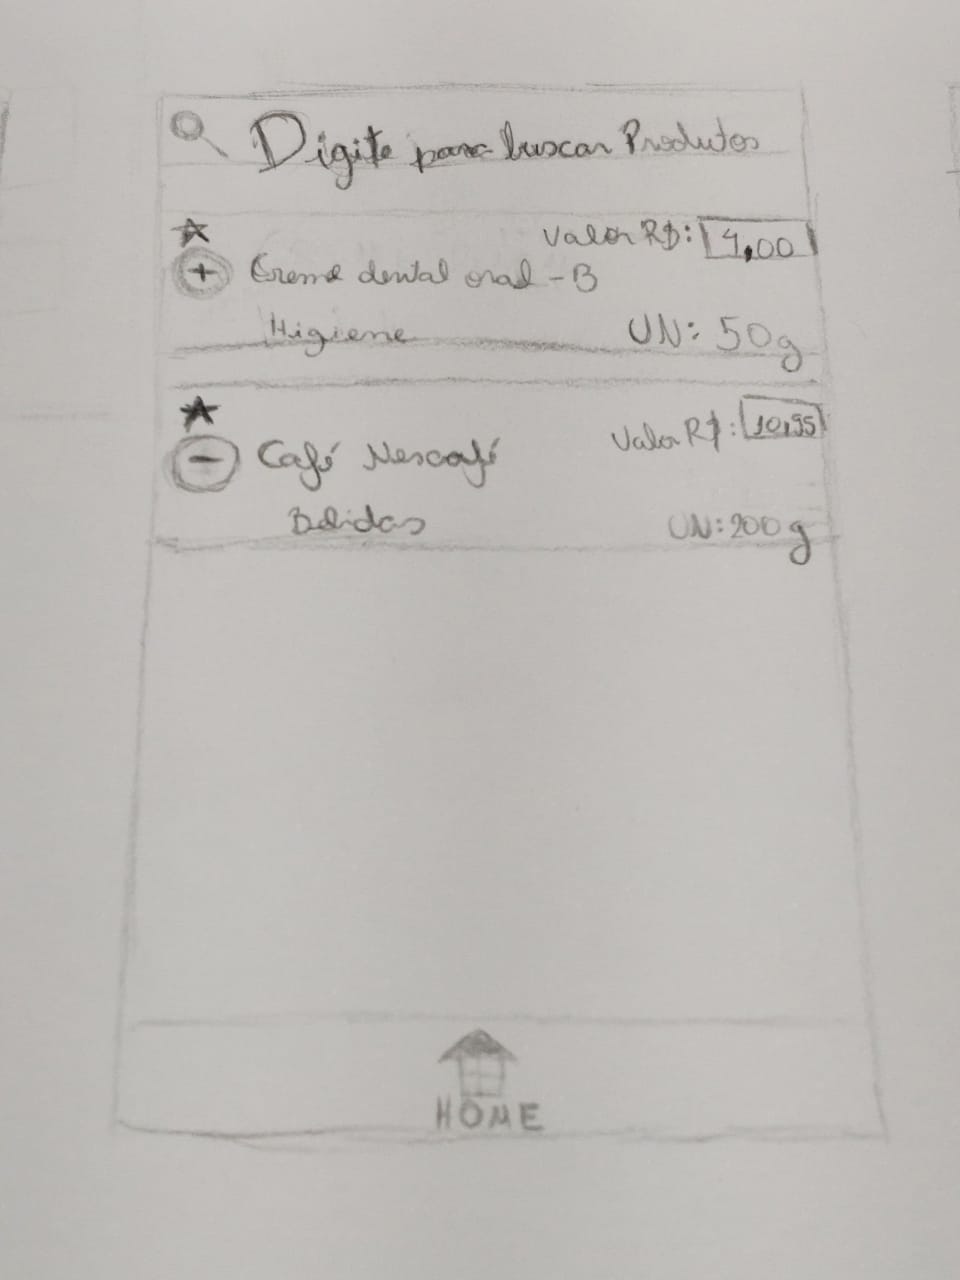 Digite para buscar Produtos
Valor R$: 4,00
Creme dental oral-B
Higiene UN: 50g
Valor R$: 10,95
Café Nescafé
Bebidas UN: 200g
HOME